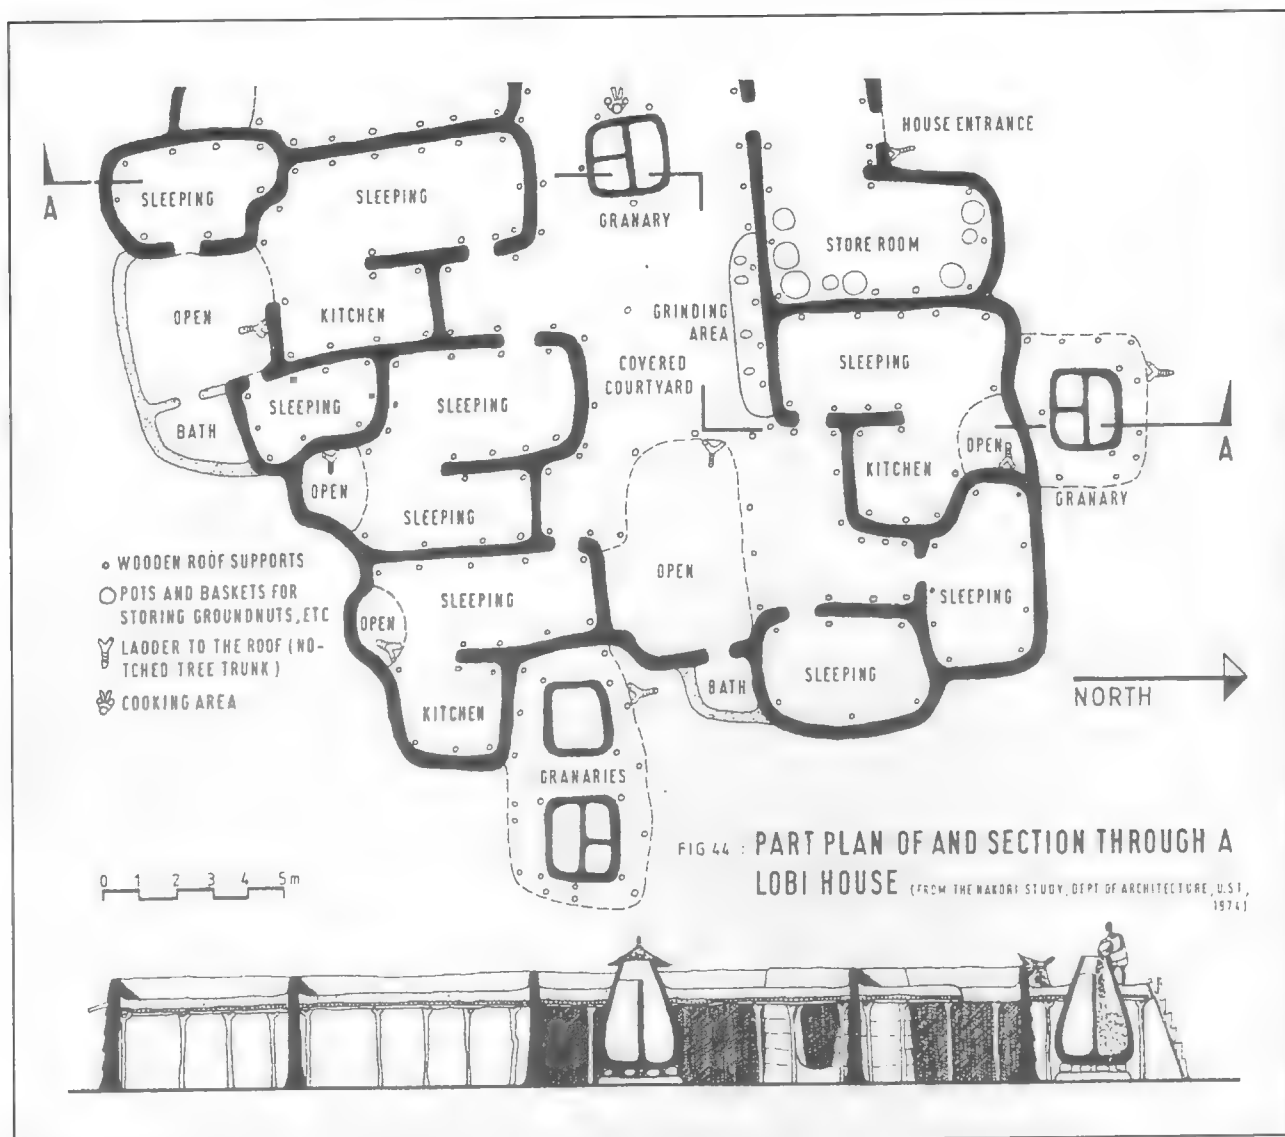 HOUSE ENTRANCE
A
SLEEPING
SLEEPING
GRANARY
STORE ROOM
OPEN
KITCHEN
GRINDING
AREA
COVERED
COURTYARD
SLEEPING
SLEEPING
SLEEPING
BATH
OPEN
KITCHEN
OPEN
A
GRANARY
SLEEPING
WOODEN ROOF SUPPORTS
POTS AND BASKETS FOR
STORING GROUNDNUTS, ETC
LADDER TO THE ROOF (NO-
TCHED TREE TRUNK)
COOKING AREA
OPEN
SLEEPING
OPEN
SLEEPING
KITCHEN
SLEEPING
BATH
NORTH
GRANARIES
0 1 2 3 4 5m
FIG 44 : PART PLAN OF AND SECTION THROUGH A
LOBI HOUSE (FROM THE NAKORI STUDY, DEPT OF ARCHITECTURE, U.S.T,
1974)